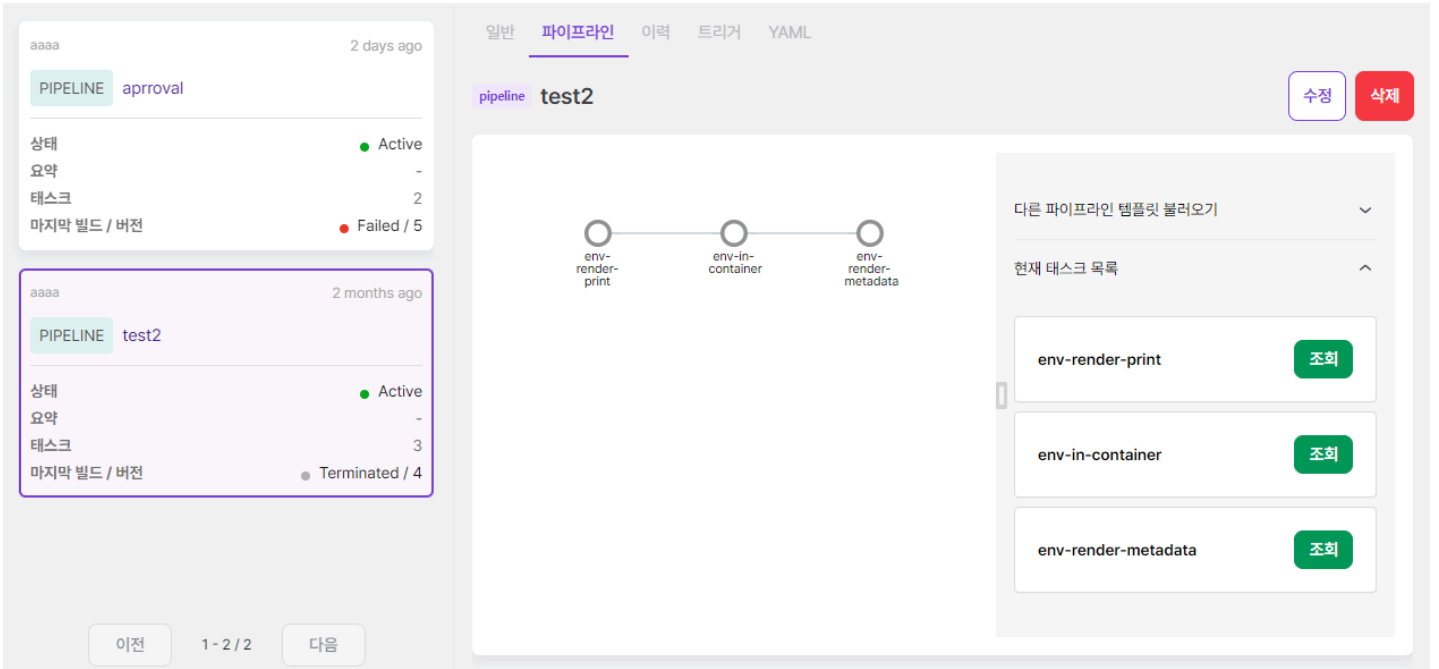 aaaa 2 days ago
PIPELINE aprroval
상태 Active
요약 -
태스크 2
마지막 빌드 / 버전 Failed / 5
aaaa 2 months ago
PIPELINE test2
상태 Active
요약 -
태스크 3
마지막 빌드 / 버전 Terminated / 4
이전 1 - 2 / 2 다음
일반 파이프라인 이력 트리거 YAML
pipeline test2 수정 삭제
env-
render-
print
env-in-
container
env-
render-
metadata
다른 파이프라인 템플릿 불러오기
현재 태스크 목록
env-render-print 조회
env-in-container 조회
env-render-metadata 조회